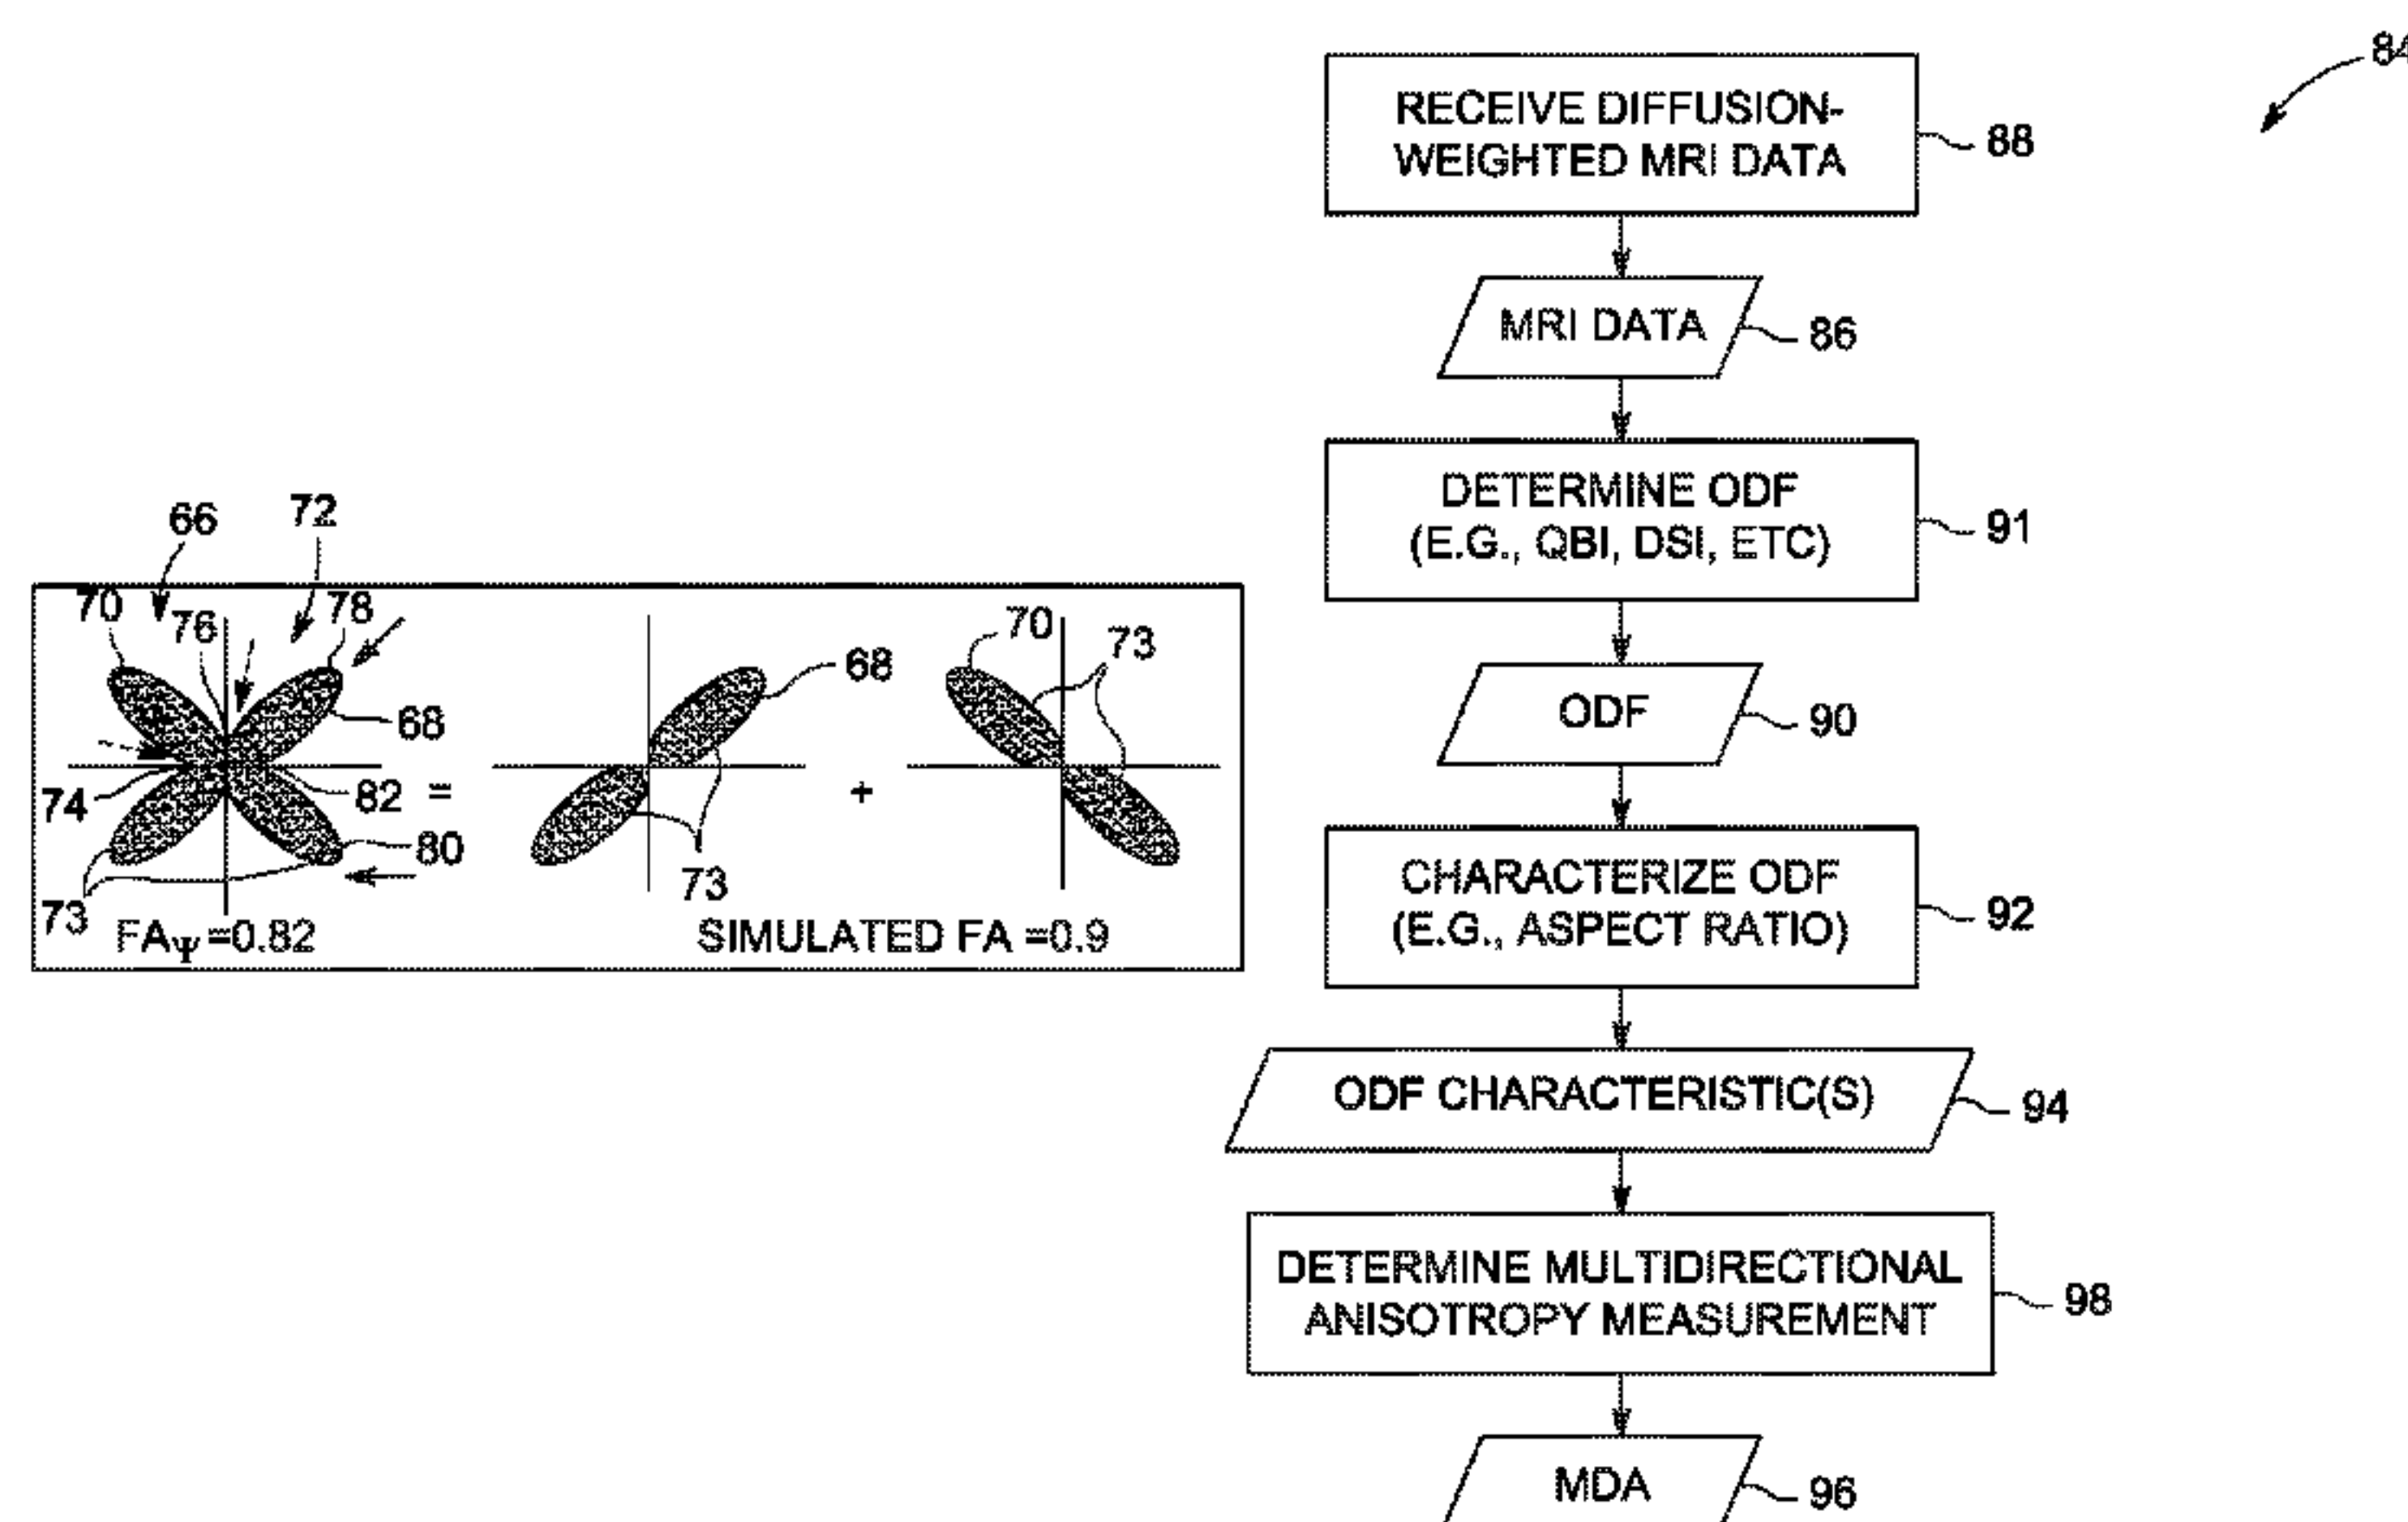 66
72
70
76
78
68
74
82
=
80
73
FAΨ =0.82
68
73
+
70
73
SIMULATED FA =0.9
84
RECEIVE DIFFUSION-
WEIGHTED MRI DATA
88
MRI DATA
86
DETERMINE ODF
(E.G., QBI, DSI, ETC)
91
ODF
90
CHARACTERIZE ODF
(E.G., ASPECT RATIO)
92
ODF CHARACTERISTIC(S)
94
DETERMINE MULTIDIRECTIONAL
ANISOTROPY MEASUREMENT
98
MDA
96